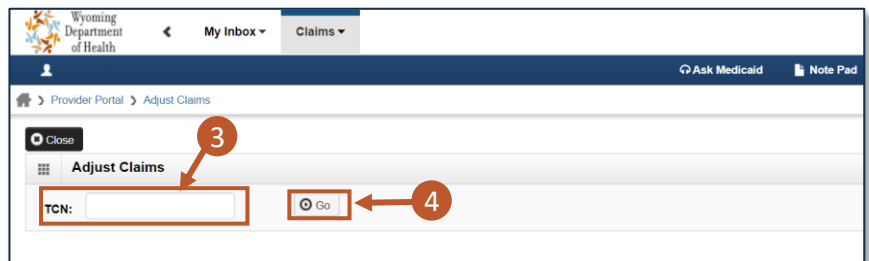 Wyoming
Department
of Health
My Inbox
Claims
Ask Medicaid
Note Pad
Provider Portal
Adjust Claims
Close
3
Adjust Claims
TCN:
Go
4